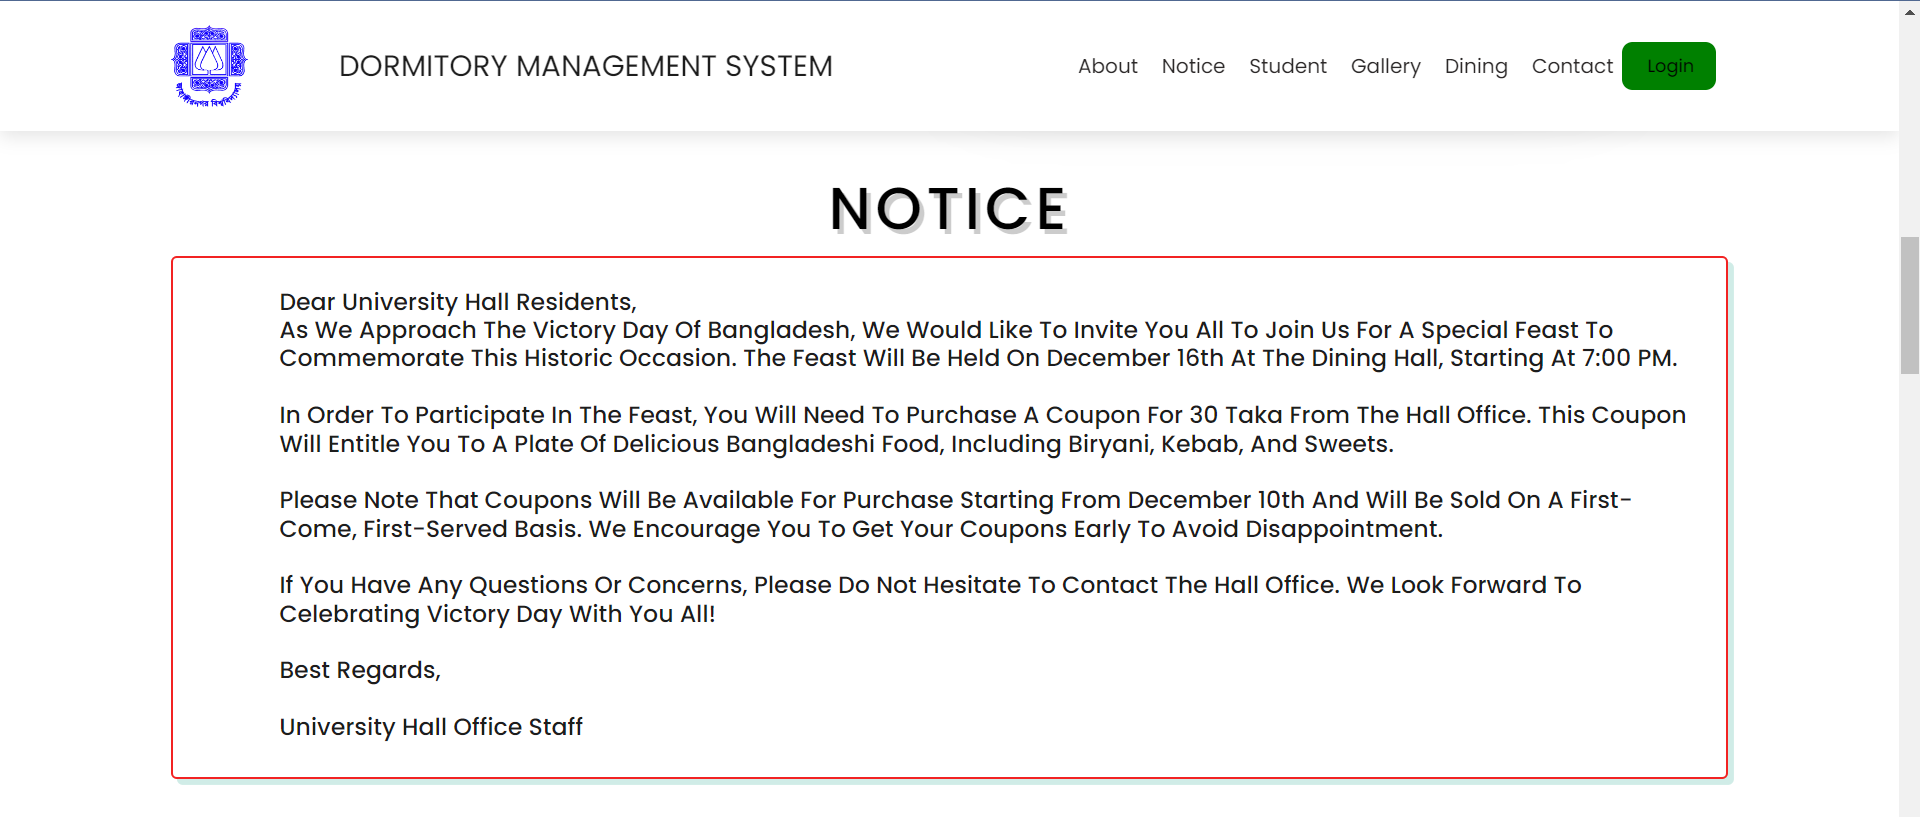 জাহাঙ্গীরনগর বিশ্ববিদ্যালয়
DORMITORY MANAGEMENT SYSTEM
About Notice Student Gallery Dining Contact Login
NOTICE
Dear University Hall Residents,
As We Approach The Victory Day Of Bangladesh, We Would Like To Invite You All To Join Us For A Special Feast To
Commemorate This Historic Occasion. The Feast Will Be Held On December 16th At The Dining Hall, Starting At 7:00 PM.
In Order To Participate In The Feast, You Will Need To Purchase A Coupon For 30 Taka From The Hall Office. This Coupon
Will Entitle You To A Plate Of Delicious Bangladeshi Food, Including Biryani, Kebab, And Sweets.
Please Note That Coupons Will Be Available For Purchase Starting From December 10th And Will Be Sold On A First-
Come, First-Served Basis. We Encourage You To Get Your Coupons Early To Avoid Disappointment.
If You Have Any Questions Or Concerns, Please Do Not Hesitate To Contact The Hall Office. We Look Forward To
Celebrating Victory Day With You All!
Best Regards,
University Hall Office Staff